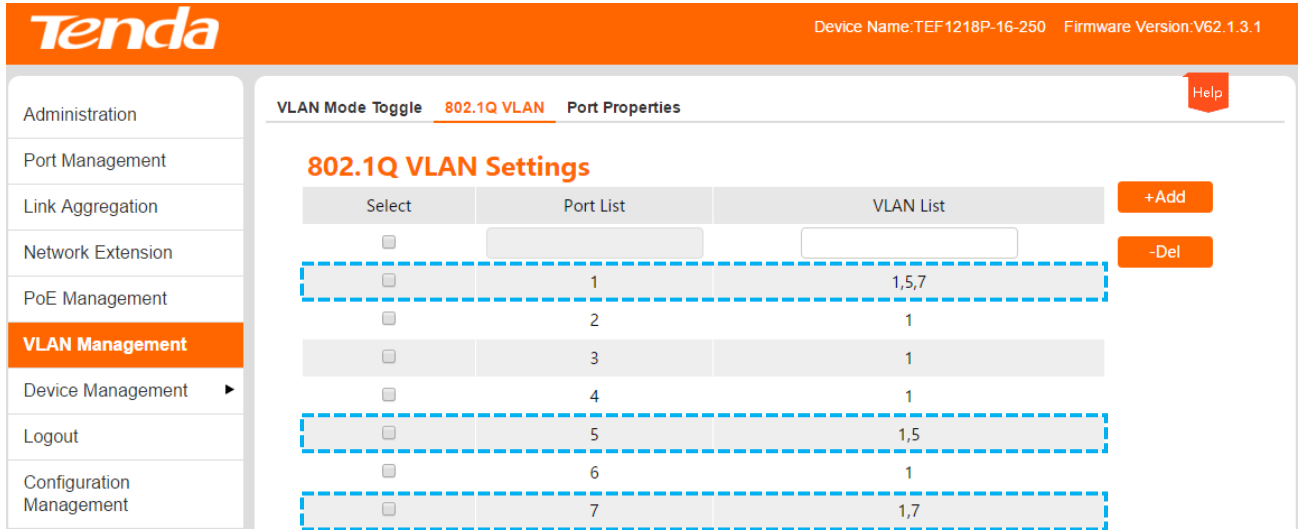 Tenda
Device Name:TEF1218P-16-250 Firmware Version:V62.1.3.1
Administration
Port Management
Link Aggregation
Network Extension
PoE Management
VLAN Management
Device Management
Logout
Configuration
Management
VLAN Mode Toggle 802.1Q VLAN Port Properties
Help
802.1Q VLAN Settings
Select Port List VLAN List
+Add
-Del
1 1,5,7
2 1
3 1
4 1
5 1,5
6 1
7 1,7